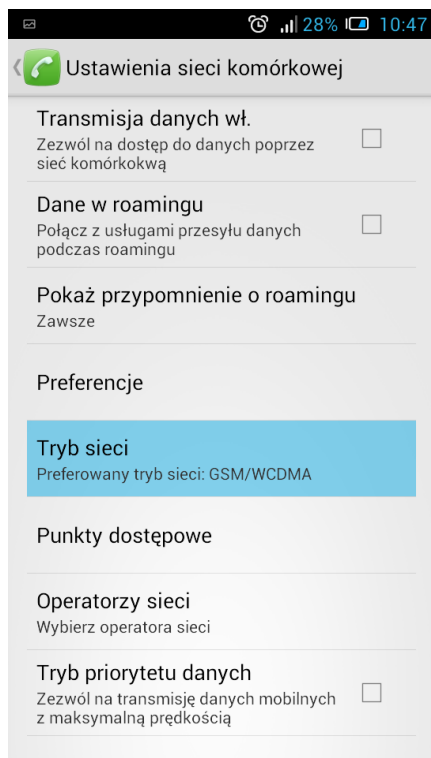 28% 10:47
Ustawienia sieci komórkowej
Transmisja danych wł.
Zezwól na dostęp do danych poprzez
sieć komórkokwą
Dane w roamingu
Połącz z usługami przesyłu danych
podczas roamingu
Pokaż przypomnienie o roamingu
Zawsze
Preferencje
Tryb sieci
Preferowany tryb sieci: GSM/WCDMA
Punkty dostępowe
Operatorzy sieci
Wybierz operatora sieci
Tryb priorytetu danych
Zezwól na transmisję danych mobilnych
z maksymalną prędkością